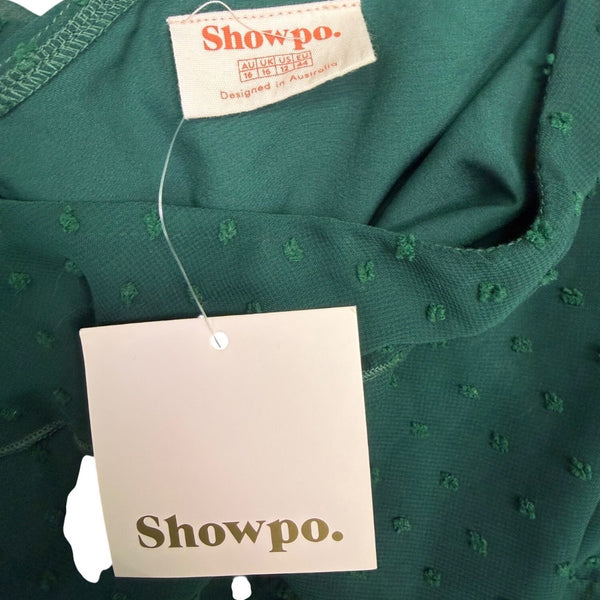 Showpo.
AU UK US EU
16 16 12 44
Designed in Australia
Showpo.